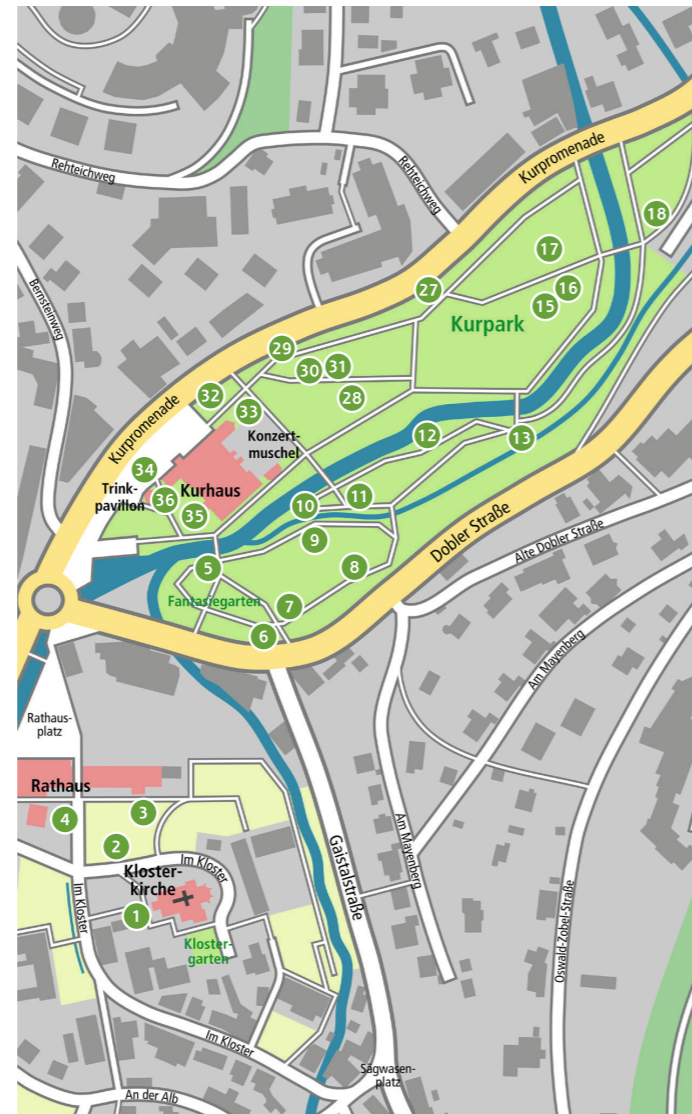 Kurpromenade
Rehteichweg
Rehteichweg
18
17
27
16
15
Kurpark
Bernsteinweg
29
30
31
32
28
33
Kurpromenade
Konzert-
muschel
12
13
34
Trink-
pavillon
Kurhaus
36
35
10
11
Dobler Straße
9
Alte Dobler Straße
5
8
Fantasiegarten
7
6
Am Mayenberg
Rathaus-
platz
Rathaus
3
4
2
Im Kloster
Kloster-
kirche
1
Im Kloster
Kloster-
garten
Gaistalstraße
Am Mayenberg
Oswald-Zobel-Straße
Im Kloster
Sägwasen-
platz
An der Alb